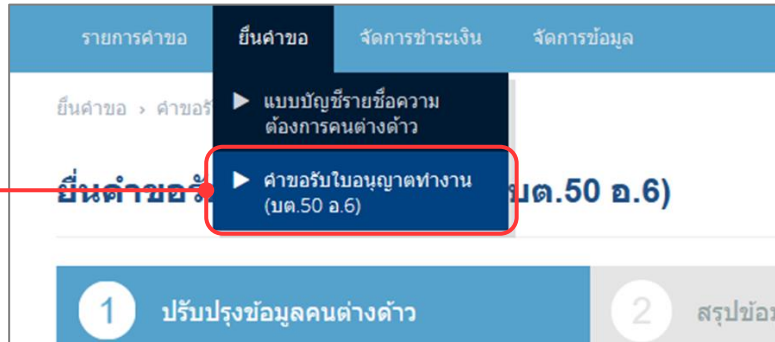 รายการคำขอ ยื่นคำขอ จัดการชำระเงิน จัดการข้อมูล
ยื่นคำขอ › คำขอรั
▶ แบบบัญชีรายชื่อความ
ต้องการคนต่างด้าว
▶ คำขอรับใบอนุญาตทำงาน
(บต.50 อ.6)
ยื่นคำขอรั บต.50 อ.6)
1 ปรับปรุงข้อมูลคนต่างด้าว 2 สรุปข้อมู